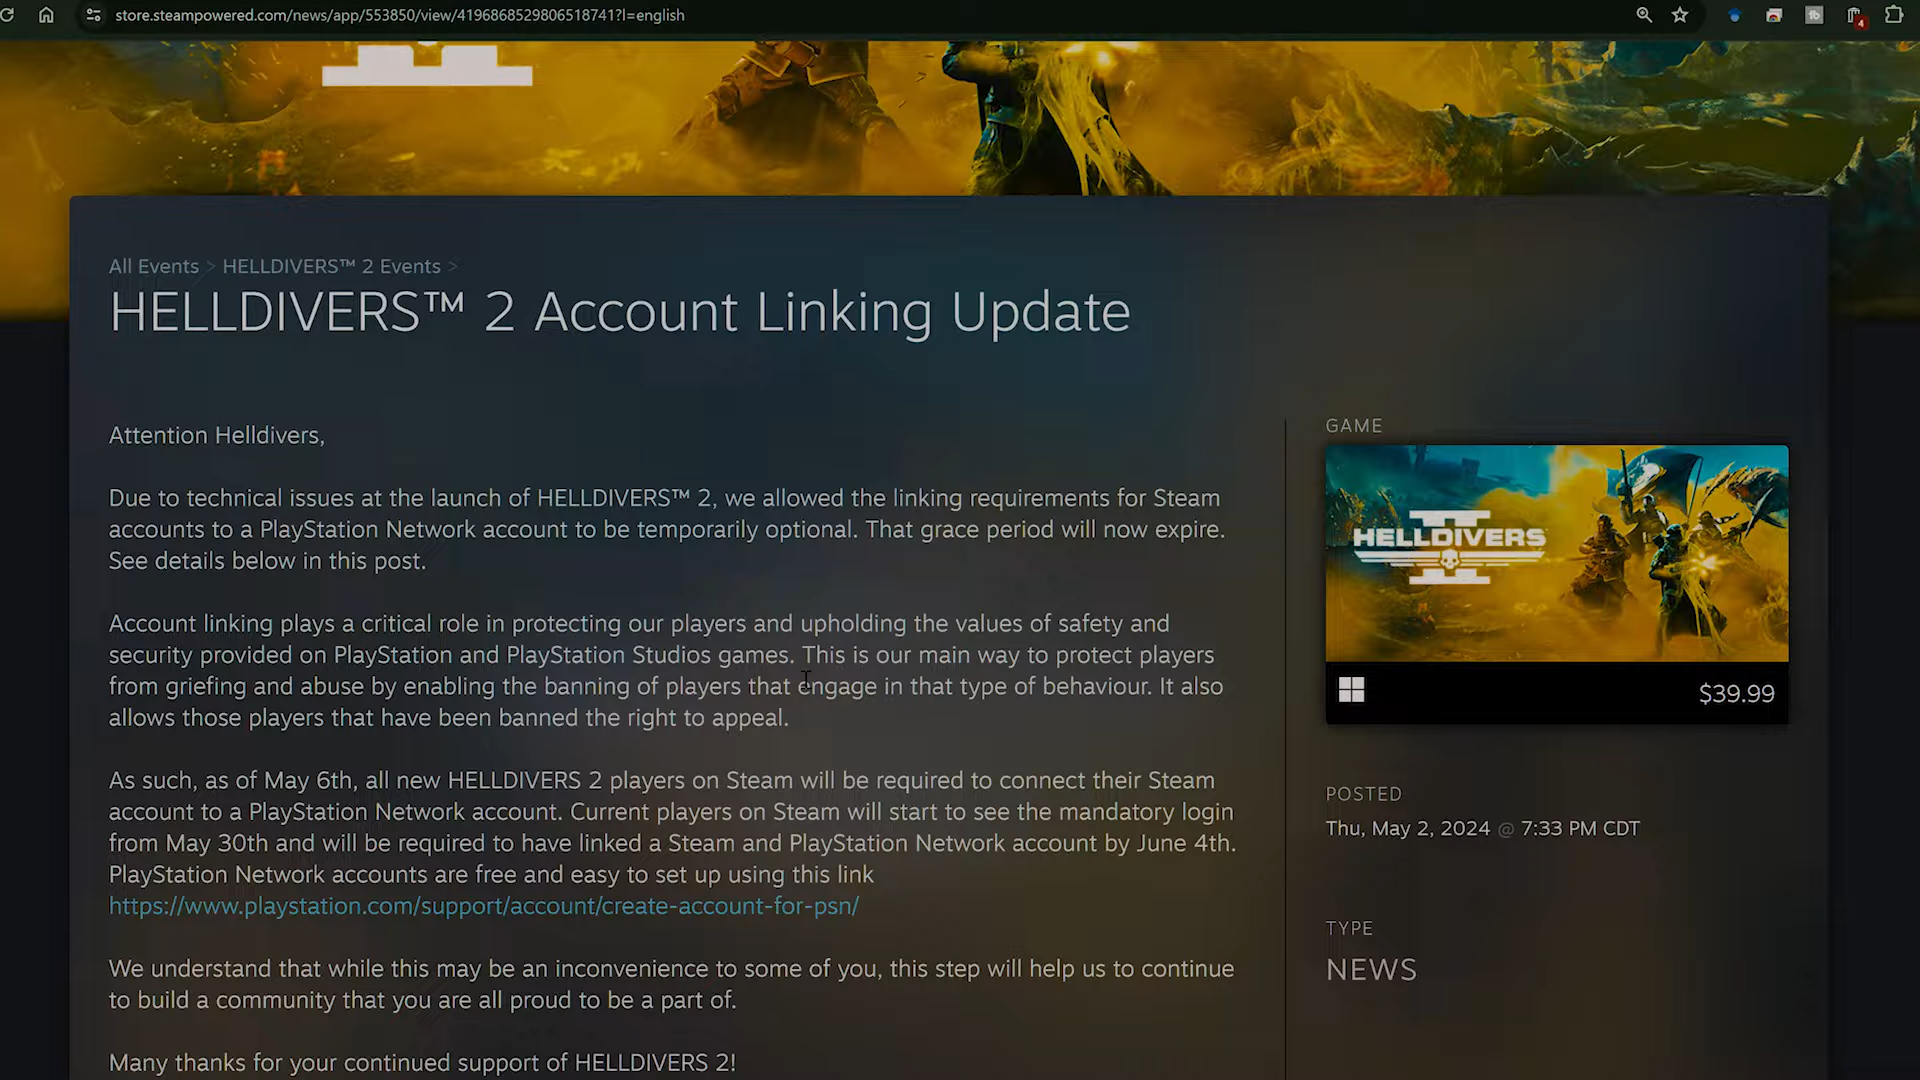 store.steampowered.com/news/app/553850/view/4196868529806518741?l=english
4
All Events > HELLDIVERS™ 2 Events >
HELLDIVERS™ 2 Account Linking Update
Attention Helldivers,
Due to technical issues at the launch of HELLDIVERS™ 2, we allowed the linking requirements for Steam
accounts to a PlayStation Network account to be temporarily optional. That grace period will now expire.
See details below in this post.
Account linking plays a critical role in protecting our players and upholding the values of safety and
security provided on PlayStation and PlayStation Studios games. This is our main way to protect players
from griefing and abuse by enabling the banning of players that engage in that type of behaviour. It also
allows those players that have been banned the right to appeal.
As such, as of May 6th, all new HELLDIVERS 2 players on Steam will be required to connect their Steam
account to a PlayStation Network account. Current players on Steam will start to see the mandatory login
from May 30th and will be required to have linked a Steam and PlayStation Network account by June 4th.
PlayStation Network accounts are free and easy to set up using this link
https://www.playstation.com/support/account/create-account-for-psn/
We understand that while this may be an inconvenience to some of you, this step will help us to continue
to build a community that you are all proud to be a part of.
Many thanks for your continued support of HELLDIVERS 2!
GAME
HELLDIVERS
$39.99
POSTED
Thu, May 2, 2024 @ 7:33 PM CDT
TYPE
NEWS